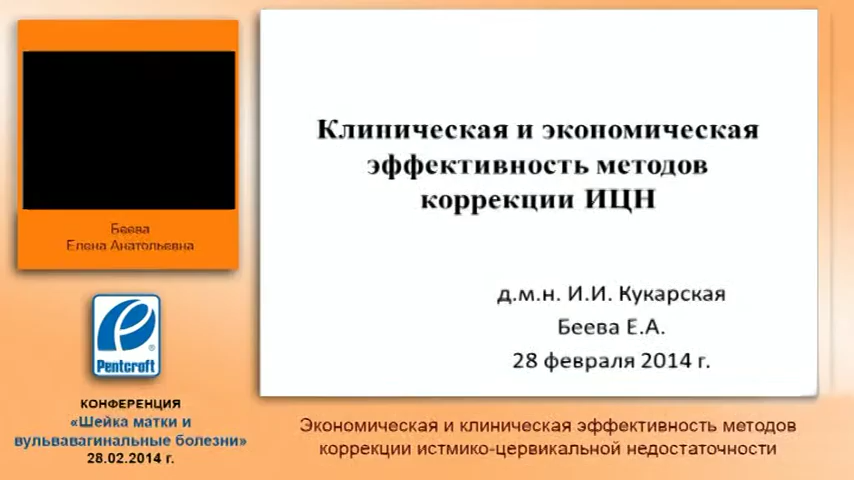 Клиническая и экономическая
эффективность методов
коррекции ИЦН
д.м.н. И.И. Кукарская
Беева Е.А.
28 февраля 2014 г.
Беева
Елена Анатольевна
Pentcroft
КОНФЕРЕНЦИЯ
«Шейка матки и
вульвавагинальные болезни»
28.02.2014 г.
Экономическая и клиническая эффективность методов
коррекции истмико-цервикальной недостаточности